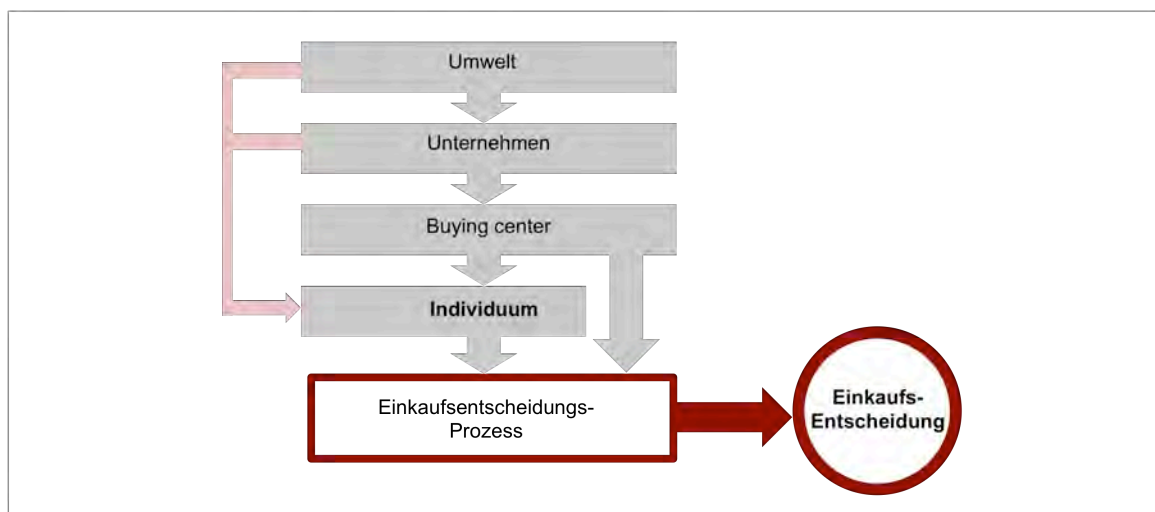 Umwelt
Unternehmen
Buying center
Individuum
Einkaufsentscheidungs-
Prozess
Einkaufs-
Entscheidung